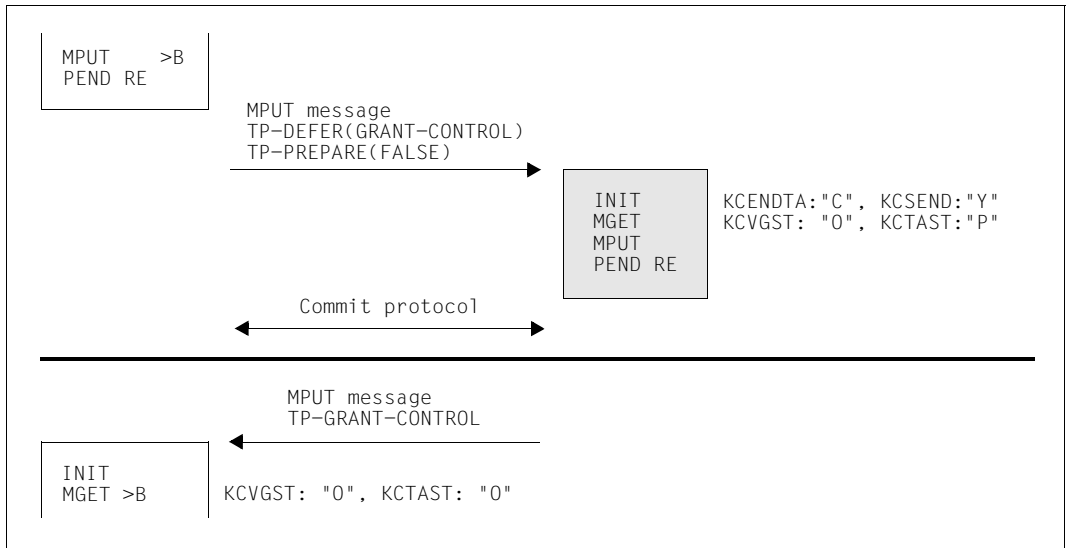 MPUT >B
PEND RE
MPUT message
TP-DEFER(GRANT-CONTROL)
TP-PREPARE(FALSE)
INIT KCENDTA:"C", KCSEND:"Y"
MGET KCVGST: "O", KCTAST:"P"
MPUT
PEND RE
Commit protocol
MPUT message
TP-GRANT-CONTROL
INIT
MGET >B KCVGST: "O", KCTAST: "O"